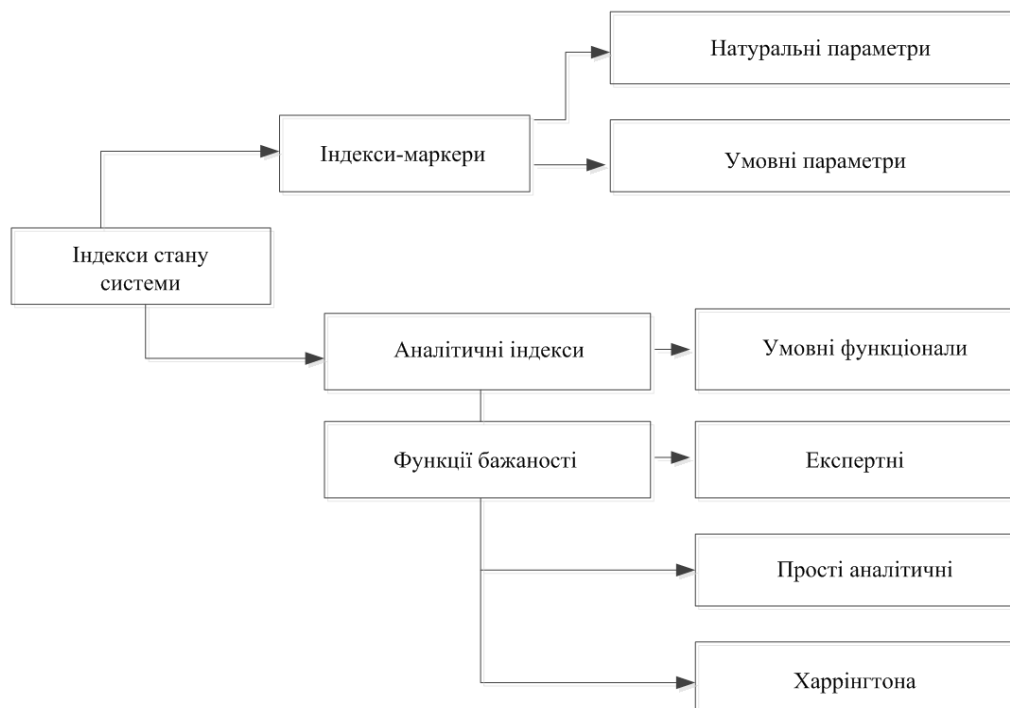 Натуральні параметри
Індекси-маркери
Умовні параметри
Індекси стану
системи
Аналітичні індекси
Умовні функціонали
Функції бажаності
Експертні
Прості аналітичні
Харрінгтона